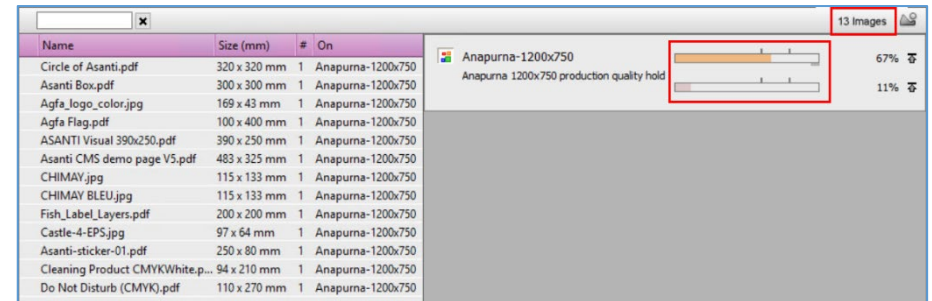 13 Images
Name Size (mm) # On
Circle of Asanti.pdf 320 x 320 mm 1 Anapurna-1200x750
Asanti Box.pdf 300 x 300 mm 1 Anapurna-1200x750
Agfa_logo_color.jpg 169 x 43 mm 1 Anapurna-1200x750
Agfa Flag.pdf 100 x 400 mm 1 Anapurna-1200x750
ASANTI Visual 390x250.pdf 390 x 250 mm 1 Anapurna-1200x750
Asanti CMS demo page V5.pdf 483 x 325 mm 1 Anapurna-1200x750
CHIMAY.jpg 115 x 133 mm 1 Anapurna-1200x750
CHIMAY BLEU.jpg 115 x 133 mm 1 Anapurna-1200x750
Fish_Label_Layers.pdf 200 x 200 mm 1 Anapurna-1200x750
Castle-4-EPS.jpg 97 x 64 mm 1 Anapurna-1200x750
Asanti-sticker-01.pdf 250 x 80 mm 1 Anapurna-1200x750
Cleaning Product CMYKWhite.p... 94 x 210 mm 1 Anapurna-1200x750
Do Not Disturb (CMYK).pdf 110 x 270 mm 1 Anapurna-1200x750
Anapurna-1200x750 67%
Anapurna 1200x750 production quality hold 11%